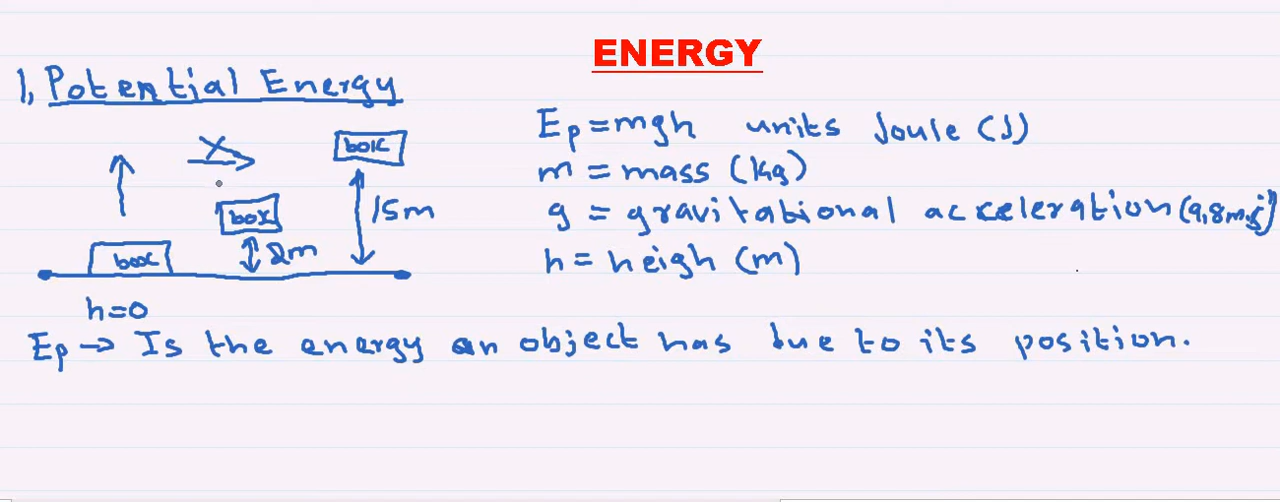 ENERGY
1, Potential Energy
Ep = mgh units Joule (J)
m = mass (kg)
g = gravitational acceleration (9,8m.s⁻²)
h = heigh (m)
box
15m
box
2m
box
h=0
Ep → Is the energy an object has due to its position.